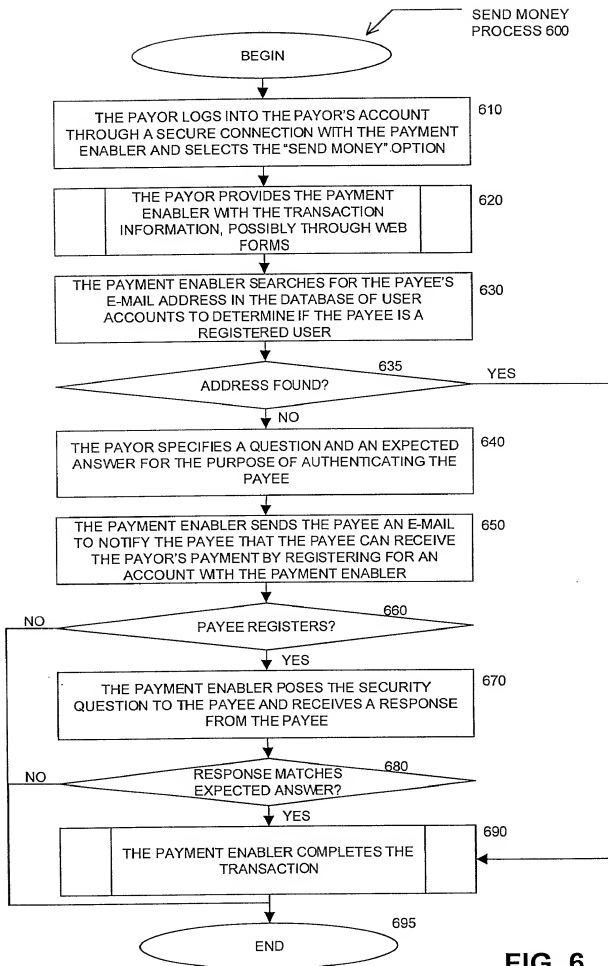 SEND MONEY
PROCESS 600
BEGIN
THE PAYOR LOGS INTO THE PAYOR'S ACCOUNT
THROUGH A SECURE CONNECTION WITH THE PAYMENT
ENABLER AND SELECTS THE "SEND MONEY" OPTION
610
THE PAYOR PROVIDES THE PAYMENT
ENABLER WITH THE TRANSACTION
INFORMATION, POSSIBLY THROUGH WEB
FORMS
620
THE PAYMENT ENABLER SEARCHES FOR THE PAYEE'S
E-MAIL ADDRESS IN THE DATABASE OF USER
ACCOUNTS TO DETERMINE IF THE PAYEE IS A
REGISTERED USER
630
635
ADDRESS FOUND?
YES
NO
THE PAYOR SPECIFIES A QUESTION AND AN EXPECTED
ANSWER FOR THE PURPOSE OF AUTHENTICATING THE
PAYEE
640
THE PAYMENT ENABLER SENDS THE PAYEE AN E-MAIL
TO NOTIFY THE PAYEE THAT THE PAYEE CAN RECEIVE
THE PAYOR'S PAYMENT BY REGISTERING FOR AN
ACCOUNT WITH THE PAYMENT ENABLER
650
660
NO
PAYEE REGISTERS?
YES
THE PAYMENT ENABLER POSES THE SECURITY
QUESTION TO THE PAYEE AND RECEIVES A RESPONSE
FROM THE PAYEE
670
680
NO
RESPONSE MATCHES
EXPECTED ANSWER?
YES
THE PAYMENT ENABLER COMPLETES THE
TRANSACTION
690
695
END
FIG. 6